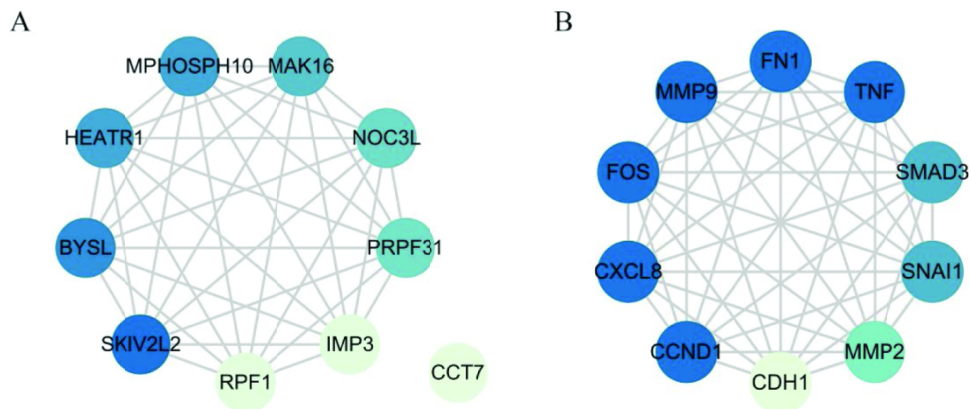 A
MPHOSPH10
MAK16
HEATR1
NOC3L
BYSL
PRPF31
SKIV2L2
IMP3
RPF1
CCT7
B
FN1
MMP9
TNF
FOS
SMAD3
CXCL8
SNAI1
CCND1
MMP2
CDH1